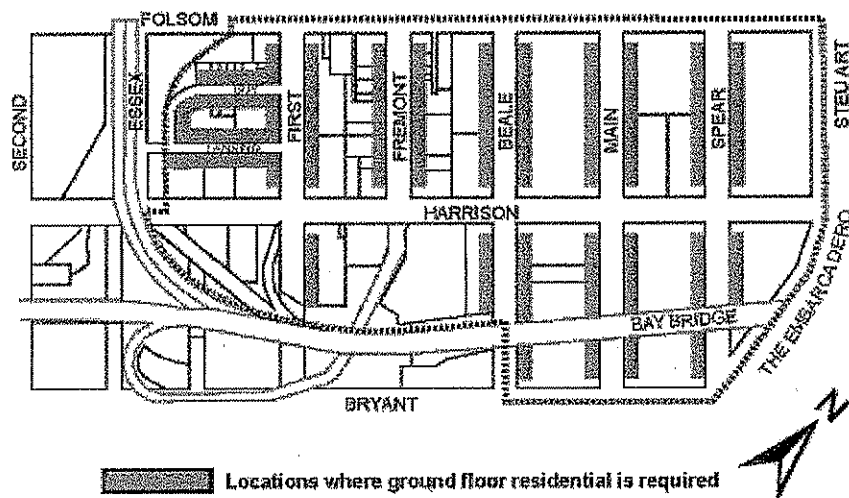 FOLSOM
SECOND
ESSEX
FIRST
FREMONT
BEALE
MAIN
SPEAR
STEUART
LANSING
HARRISON
BAY BRIDGE
THE EMBARCADERO
BRYANT
N
Locations where ground floor residential is required